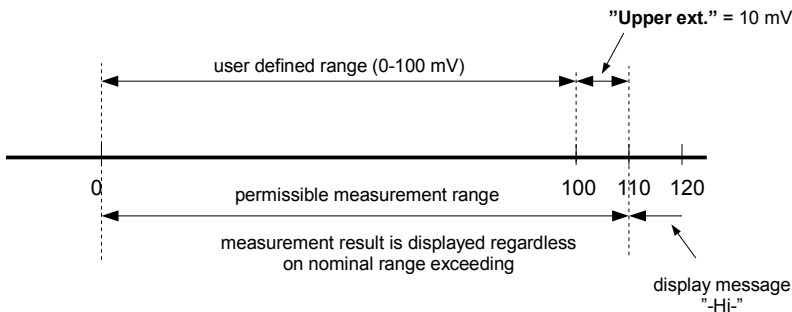 "Upper ext." = 10 mV
user defined range (0-100 mV)
0
100
110
120
permissible measurement range
measurement result is displayed regardless
on nominal range exceeding
display message
"-Hi-"